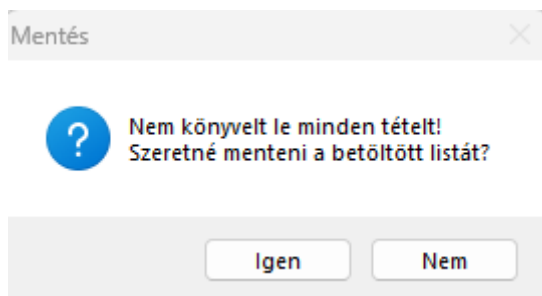 Mentés
Nem könyvelt le minden tételt!
Szeretné menteni a betöltött listát?
Igen
Nem